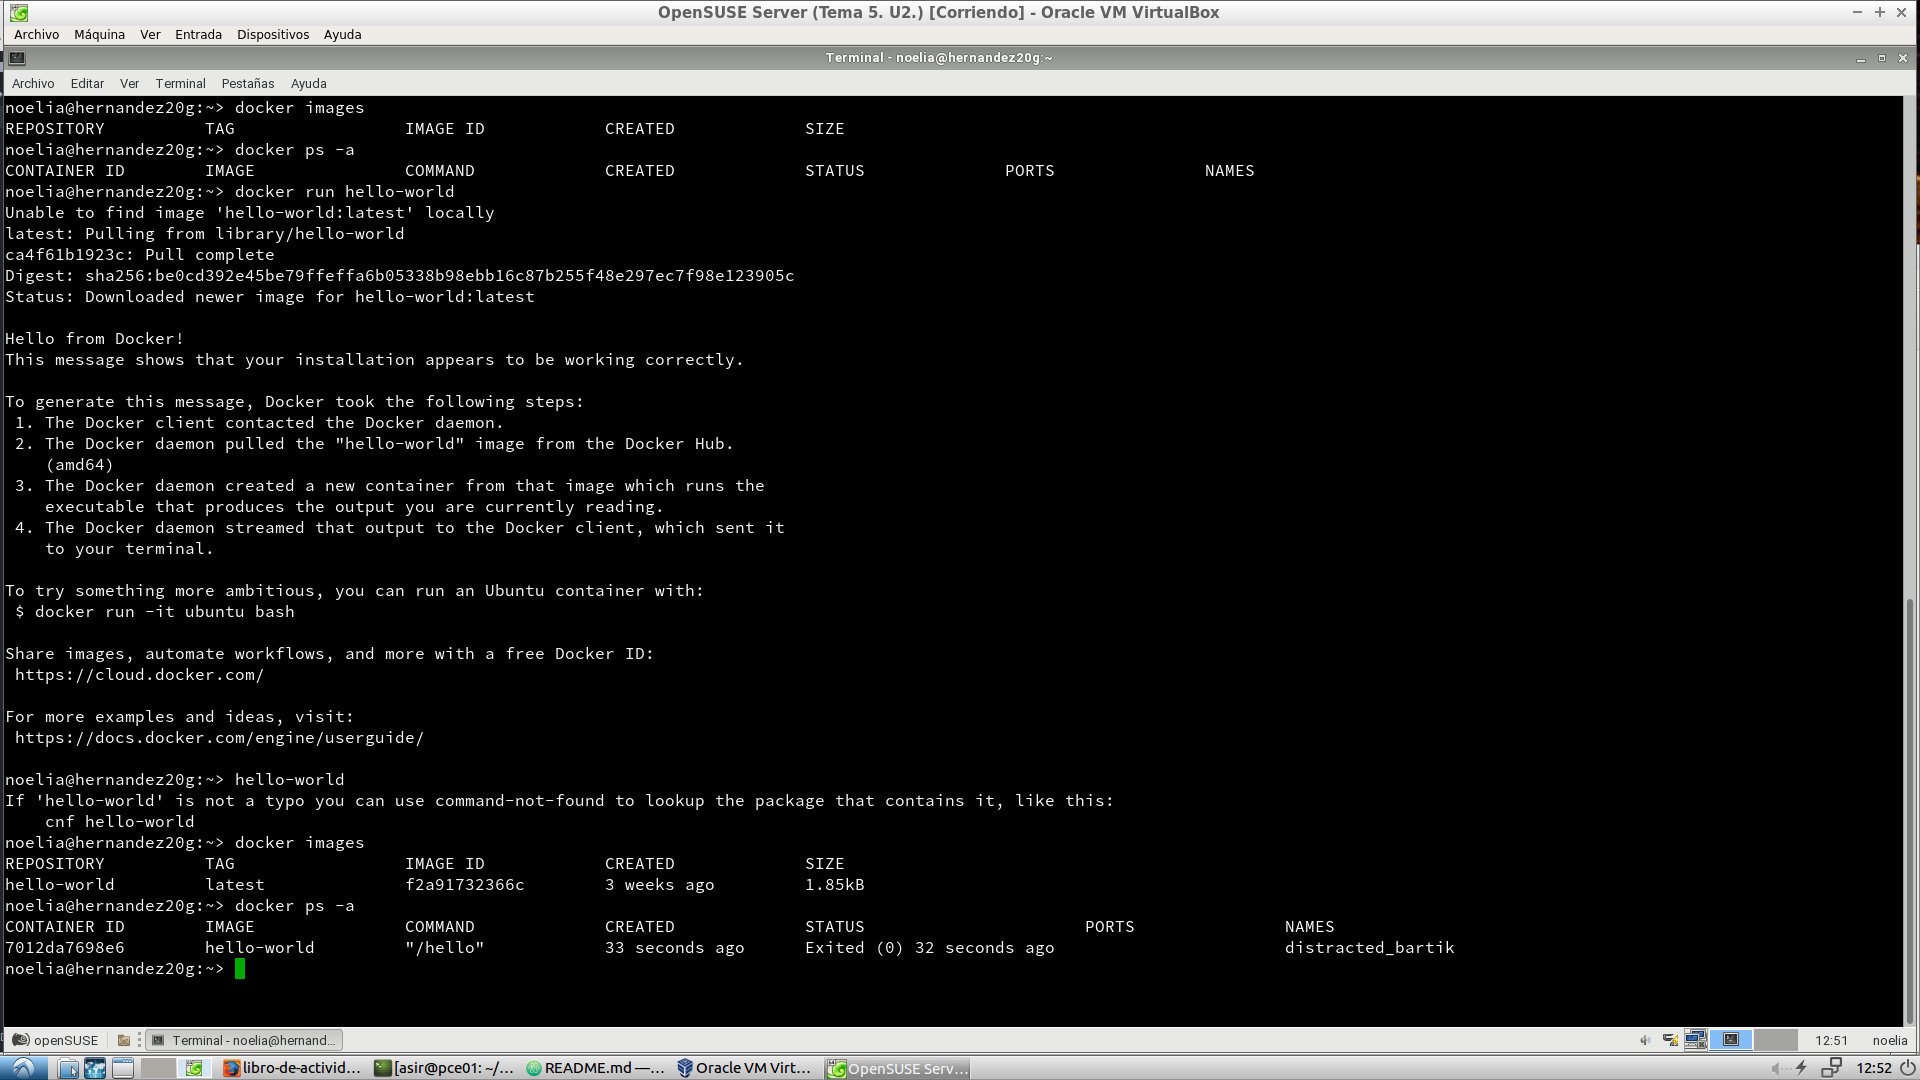 OpenSUSE Server (Tema 5. U2.) [Corriendo] - Oracle VM VirtualBox
Archivo Máquina Ver Entrada Dispositivos Ayuda
Terminal - noelia@hernandez20g:~
Archivo Editar Ver Terminal Pestañas Ayuda
noelia@hernandez20g:~> docker images
REPOSITORY TAG IMAGE ID CREATED SIZE
noelia@hernandez20g:~> docker ps -a
CONTAINER ID IMAGE COMMAND CREATED STATUS PORTS NAMES
noelia@hernandez20g:~> docker run hello-world
Unable to find image 'hello-world:latest' locally
latest: Pulling from library/hello-world
ca4f61b1923c: Pull complete
Digest: sha256:be0cd392e45be79ffeffa6b05338b98ebb16c87b255f48e297ec7f98e123905c
Status: Downloaded newer image for hello-world:latest
Hello from Docker!
This message shows that your installation appears to be working correctly.
To generate this message, Docker took the following steps:
1. The Docker client contacted the Docker daemon.
2. The Docker daemon pulled the "hello-world" image from the Docker Hub.
(amd64)
3. The Docker daemon created a new container from that image which runs the
executable that produces the output you are currently reading.
4. The Docker daemon streamed that output to the Docker client, which sent it
to your terminal.
To try something more ambitious, you can run an Ubuntu container with:
$ docker run -it ubuntu bash
Share images, automate workflows, and more with a free Docker ID:
https://cloud.docker.com/
For more examples and ideas, visit:
https://docs.docker.com/engine/userguide/
noelia@hernandez20g:~> hello-world
If 'hello-world' is not a typo you can use command-not-found to lookup the package that contains it, like this:
cnf hello-world
noelia@hernandez20g:~> docker images
REPOSITORY TAG IMAGE ID CREATED SIZE
hello-world latest f2a91732366c 3 weeks ago 1.85kB
noelia@hernandez20g:~> docker ps -a
CONTAINER ID IMAGE COMMAND CREATED STATUS PORTS NAMES
7012da7698e6 hello-world "/hello" 33 seconds ago Exited (0) 32 seconds ago distracted_bartik
noelia@hernandez20g:~>
openSUSE Terminal - noelia@hernand... 12:51 noelia
libro-de-activid... [asir@pce01: ~/... README.md —... Oracle VM Virt... OpenSUSE Serv... 12:52